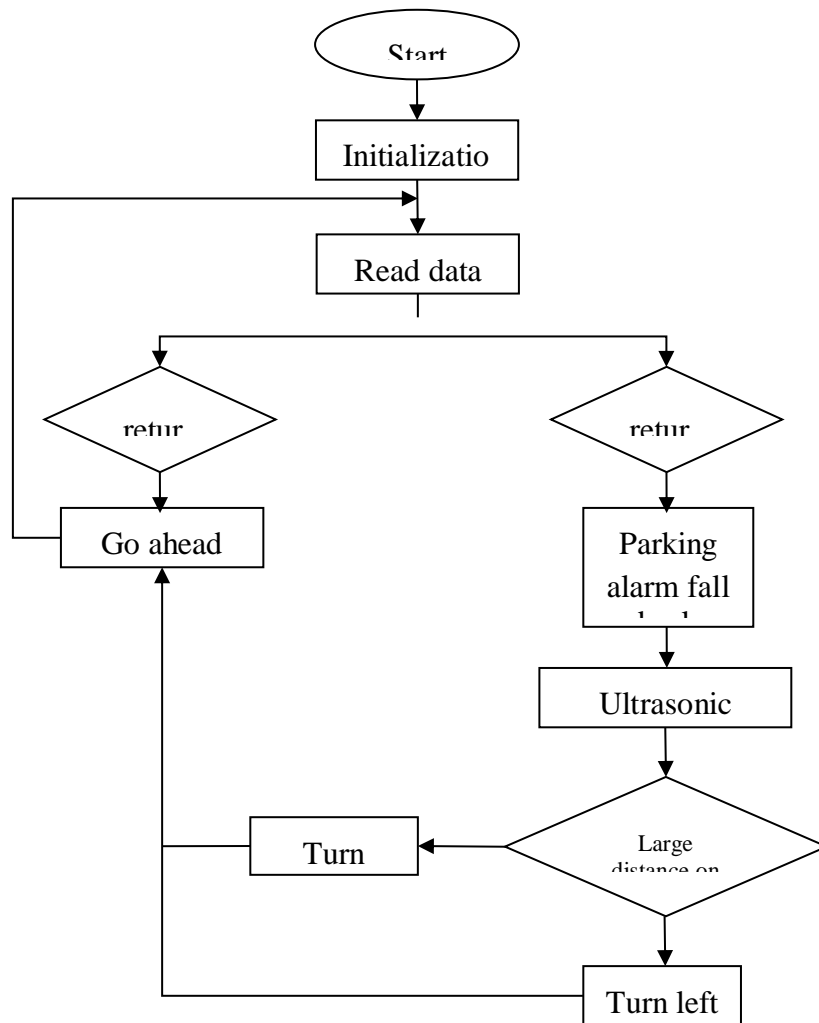 Start
Initializatio
Read data
retur
retur
Go ahead
Parking
alarm fall
Ultrasonic
Large
distance on
Turn
Turn left